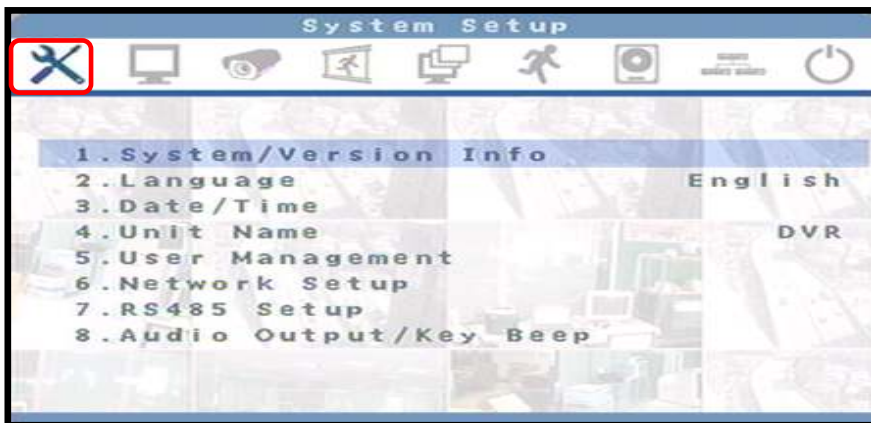 System Setup
1.System/Version Info
2.Language English
3.Date/Time
4.Unit Name DVR
5.User Management
6.Network Setup
7.RS485 Setup
8.Audio Output/Key Beep